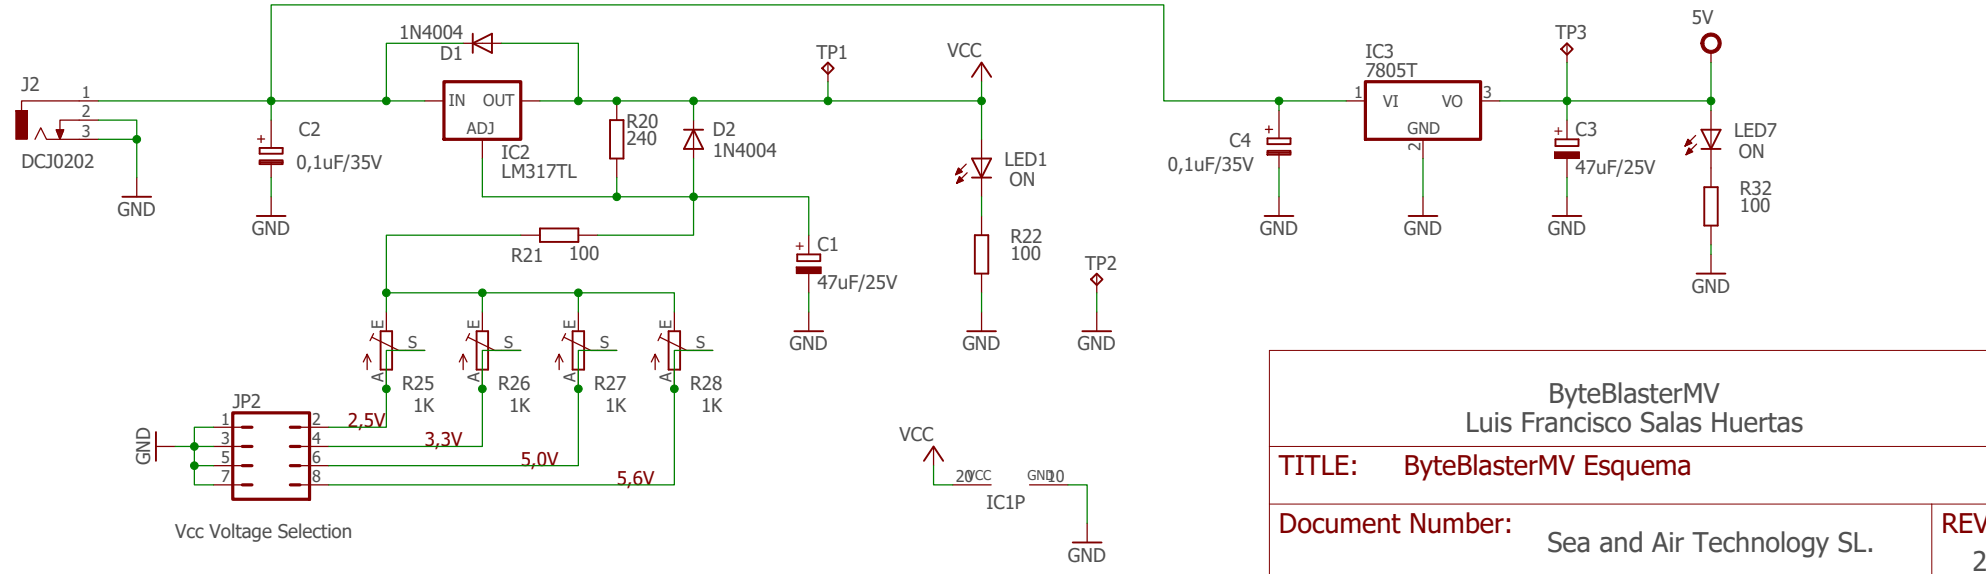 J2
1
2
3
DCJ0202
GND
C2
+
0,1uF/35V
GND
1N4004
D1
IN OUT
ADJ
IC2
LM317TL
R20
240
D2
1N4004
TP1
VCC
LED1
ON
R22
100
GND
R21 100
+ C1
47uF/25V
GND
TP2
GND
E
S
A
R25
1K
E
S
A
R26
1K
E
S
A
R27
1K
E
S
A
R28
1K
JP2
GND
1 2 2,5V
3 4 3,3V
5 6 5,0V
7 8 5,6V
Vcc Voltage Selection
VCC
20 VCC GND 10
IC1P
GND
C4
+
0,1uF/35V
GND
IC3
7805T
1 VI VO 3
GND
2
GND
TP3
+ C3
47uF/25V
GND
5V
LED7
ON
R32
100
GND
ByteBlasterMV
Luis Francisco Salas Huertas
TITLE: ByteBlasterMV Esquema
Document Number:
Sea and Air Technology SL.
REV
2